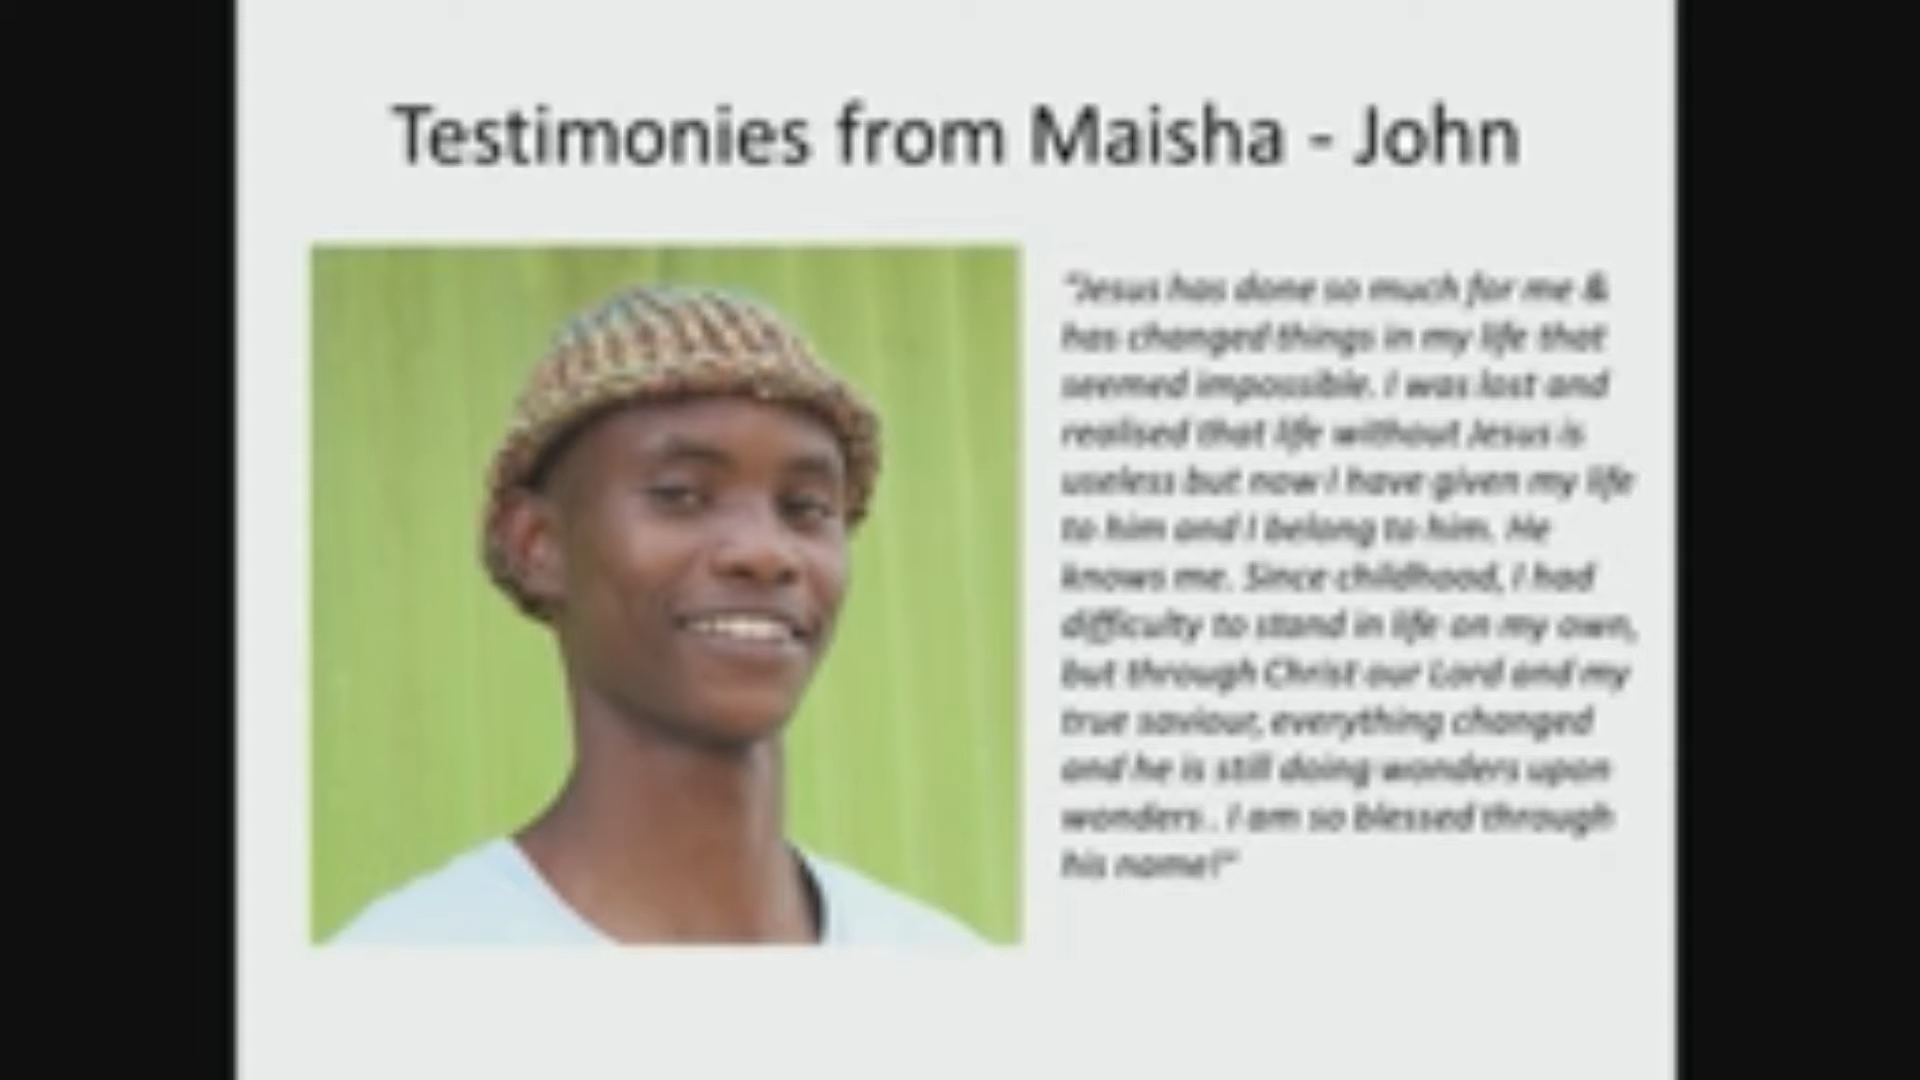 Testimonies from Maisha - John
"Jesus has done so much for me &
has changed things in my life that
seemed impossible. I was lost and
realised that life without Jesus is
useless but now I have given my life
to him and I belong to him. He
knows me. Since childhood, I had
difficulty to stand in life on my own,
but through Christ our Lord and my
true saviour, everything changed
and he is still doing wonders upon
wonders . I am so blessed through
his name!"